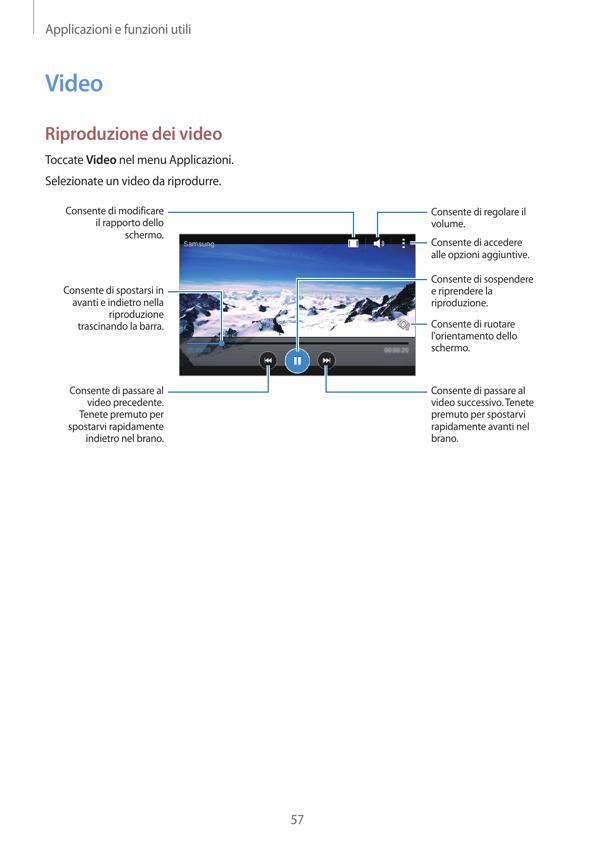 Applicazioni e funzioni utili
Video
Riproduzione dei video
Toccate Video nel menu Applicazioni.
Selezionate un video da riprodurre.
Consente di modificare
il rapporto dello
schermo.
Consente di spostarsi in
avanti e indietro nella
riproduzione
trascinando la barra.
Consente di passare al
video precedente.
Tenete premuto per
spostarvi rapidamente
indietro nel brano.
Samsung
Consente di regolare il
volume.
Consente di accedere
alle opzioni aggiuntive.
Consente di sospendere
e riprendere la
riproduzione.
Consente di ruotare
l'orientamento dello
schermo.
Consente di passare al
video successivo. Tenete
premuto per spostarvi
rapidamente avanti nel
brano.
57